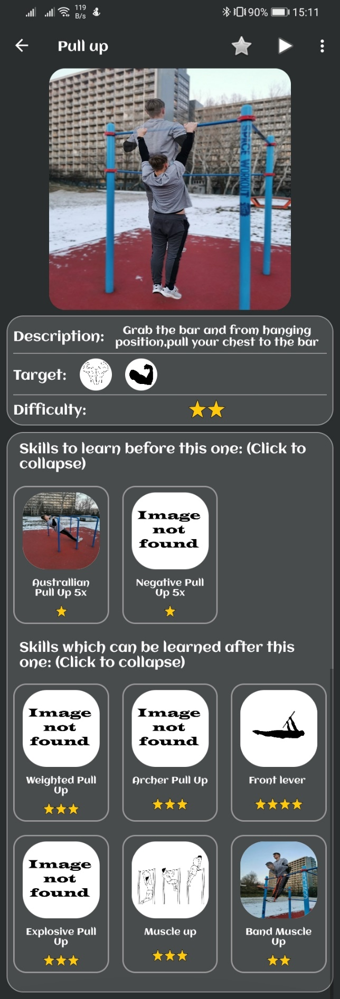 119
B/s
90%
15:11
Pull up
SPACE WORKOUT
Description:
Grab the bar and from hanging
position,pull your chest to the bar
Target:
Difficulty:
Skills to learn before this one: (Click to
collapse)
Image
not
found
Australlian
Pull Up 5x
Negative Pull
Up 5x
Skills which can be learned after this
one: (Click to collapse)
Image
not
found
Image
not
found
Weighted Pull
Up
Archer Pull Up
Front lever
Image
not
found
Explosive Pull
Up
Muscle up
Band Muscle
Up